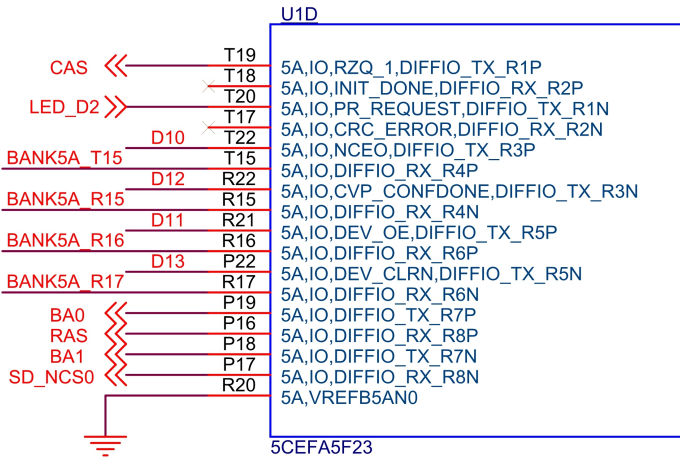 U1D
CAS T19 5A,IO,RZQ_1,DIFFIO_TX_R1P
T18 5A,IO,INIT_DONE,DIFFIO_RX_R2P
LED_D2 T20 5A,IO,PR_REQUEST,DIFFIO_TX_R1N
T17 5A,IO,CRC_ERROR,DIFFIO_RX_R2N
D10 T22 5A,IO,NCEO,DIFFIO_TX_R3P
BANK5A_T15 T15 5A,IO,DIFFIO_RX_R4P
D12 R22 5A,IO,CVP_CONFDONE,DIFFIO_TX_R3N
BANK5A_R15 R15 5A,IO,DIFFIO_RX_R4N
D11 R21 5A,IO,DEV_OE,DIFFIO_TX_R5P
BANK5A_R16 R16 5A,IO,DIFFIO_RX_R6P
D13 P22 5A,IO,DEV_CLRN,DIFFIO_TX_R5N
BANK5A_R17 R17 5A,IO,DIFFIO_RX_R6N
BA0 P19 5A,IO,DIFFIO_TX_R7P
RAS P16 5A,IO,DIFFIO_RX_R8P
BA1 P18 5A,IO,DIFFIO_TX_R7N
SD_NCS0 P17 5A,IO,DIFFIO_RX_R8N
R20 5A,VREFB5AN0
5CEFA5F23